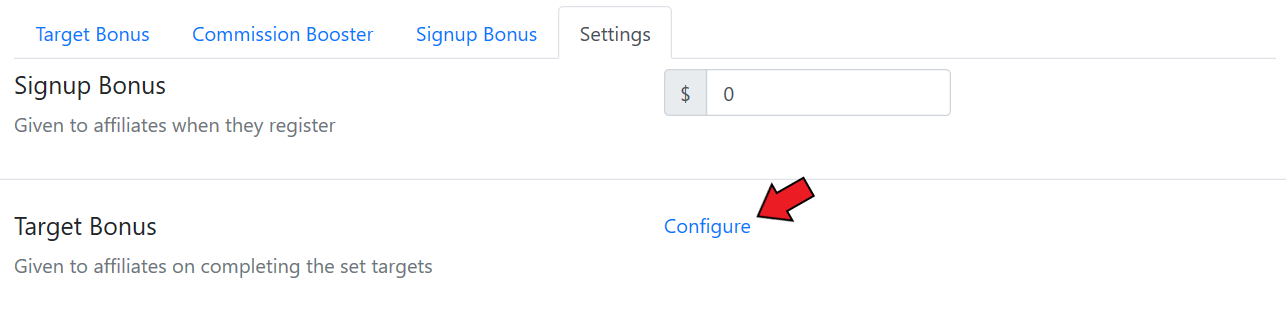 Target Bonus Commission Booster Signup Bonus Settings
Signup Bonus
$ 0
Given to affiliates when they register
Target Bonus
Configure
Given to affiliates on completing the set targets